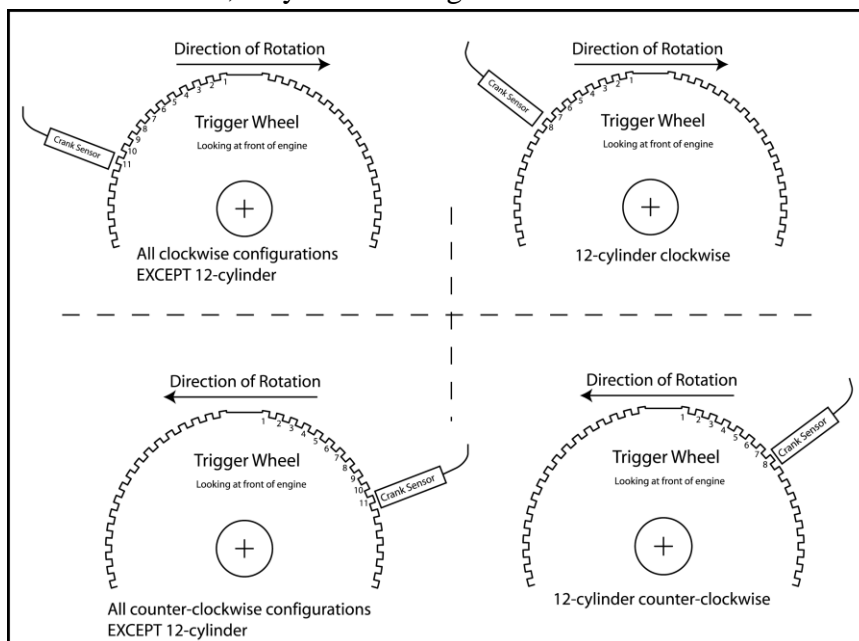 Direction of Rotation
1
2
3
4
5
6
7
8
9
10
11
Crank Sensor
Trigger Wheel
Looking at front of engine
All clockwise configurations
EXCEPT 12-cylinder
Direction of Rotation
1
2
3
4
5
6
7
8
Crank Sensor
Trigger Wheel
Looking at front of engine
12-cylinder clockwise
Direction of Rotation
1
2
3
4
5
6
7
8
9
10
11
Crank Sensor
Trigger Wheel
Looking at front of engine
All counter-clockwise configurations
EXCEPT 12-cylinder
Direction of Rotation
1
2
3
4
5
6
7
8
Crank Sensor
Trigger Wheel
Looking at front of engine
12-cylinder counter-clockwise